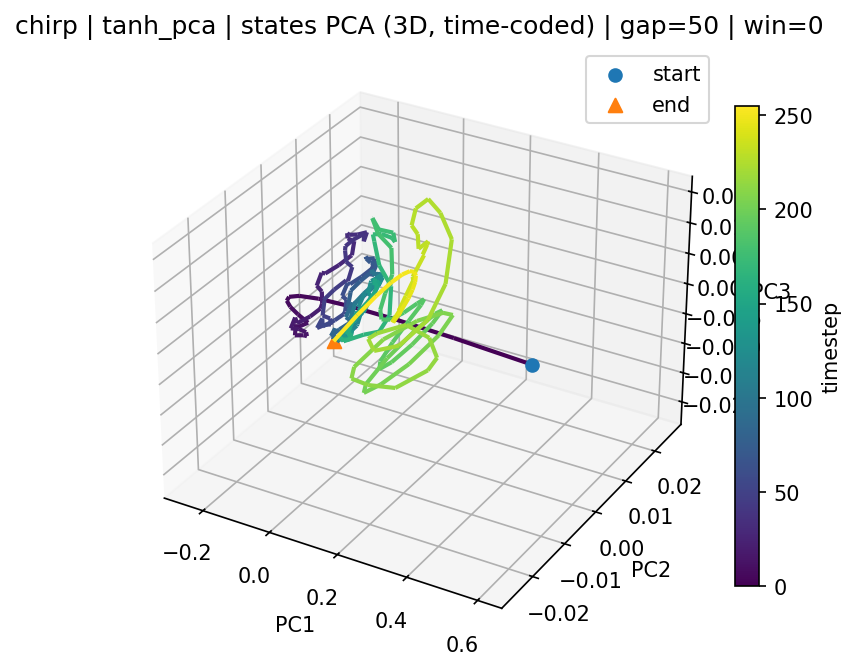 chirp | tanh_pca | states PCA (3D, time-coded) | gap=50 | win=0
start
end
250
200
150
100
50
0
timestep
PC3
0.02
0.01
0.00
−0.01
−0.02
PC2
−0.2
0.0
0.2
0.4
0.6
PC1